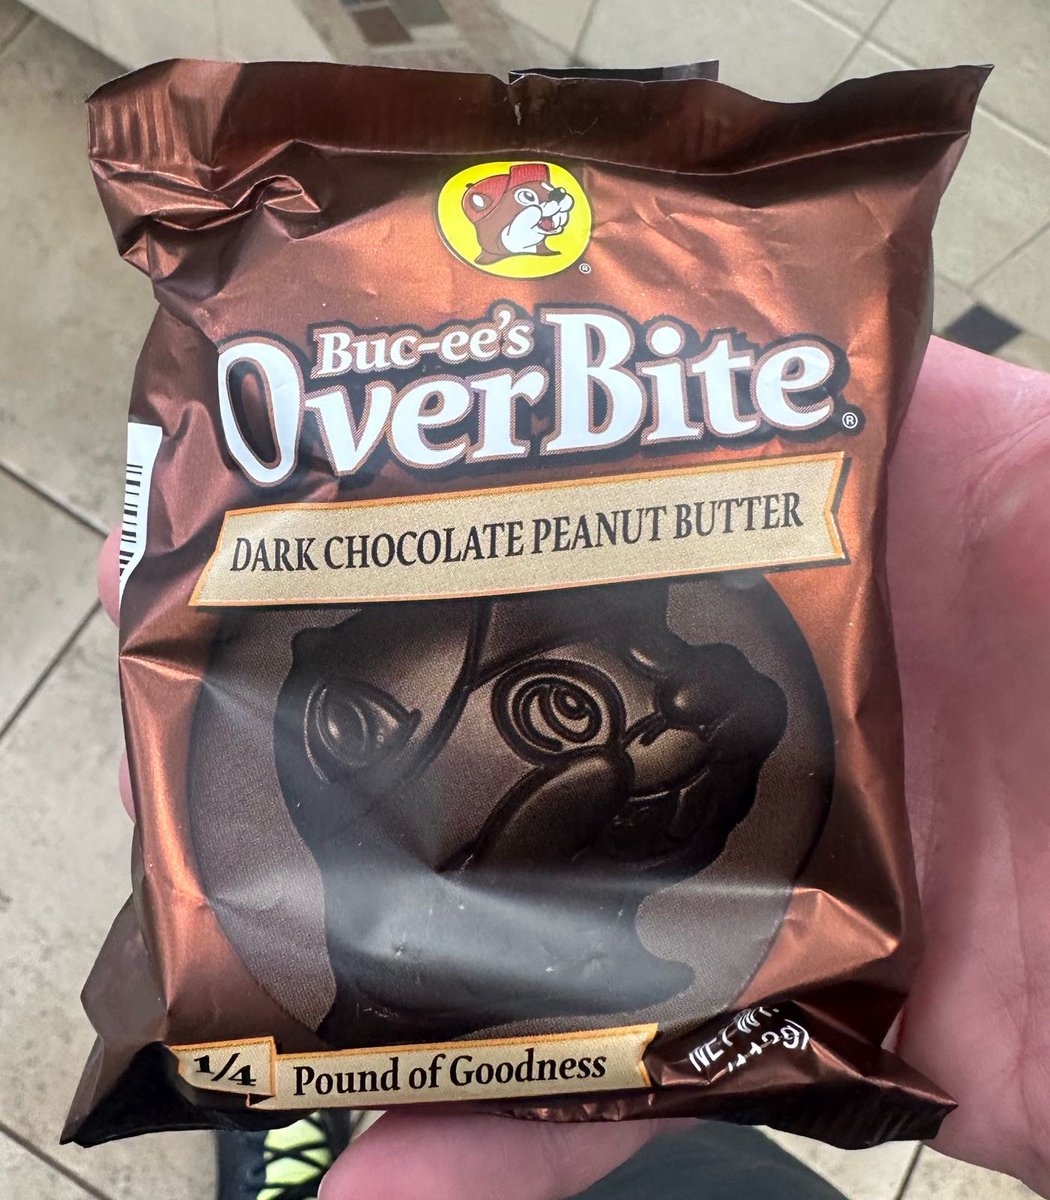 Buc-ee's
OverBite®
DARK CHOCOLATE PEANUT BUTTER
1/4 Pound of Goodness